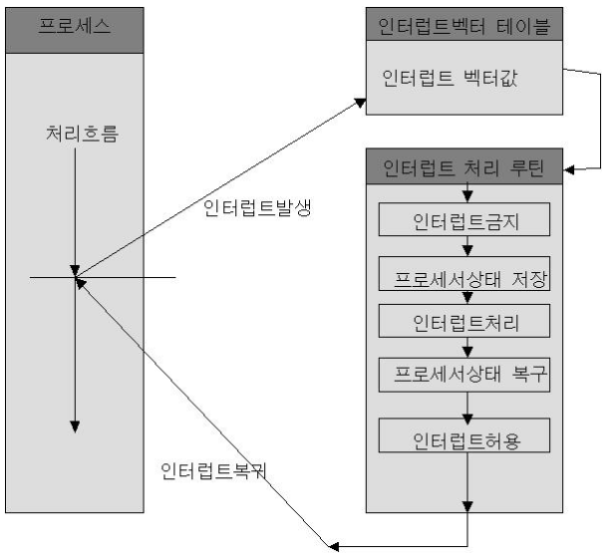 프로세스
처리흐름
인터럽트발생
인터럽트벡터 테이블
인터럽트 벡터값
인터럽트 처리 루틴
인터럽트금지
프로세서상태 저장
인터럽트처리
프로세서상태 복구
인터럽트허용
인터럽트복귀